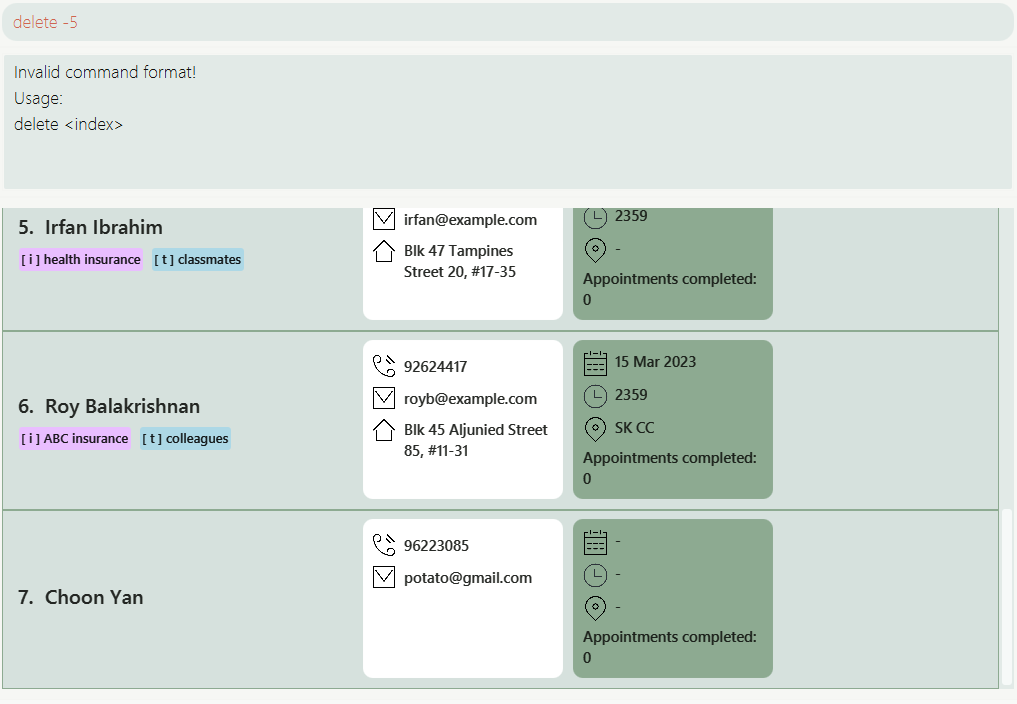 delete -5
Invalid command format!
Usage:
delete <index>
5. Irfan Ibrahim
[ i ] health insurance [ t ] classmates
irfan@example.com
Blk 47 Tampines
Street 20, #17-35
2359
-
Appointments completed:
0
6. Roy Balakrishnan
[ i ] ABC insurance [ t ] colleagues
92624417
royb@example.com
Blk 45 Aljunied Street
85, #11-31
15 Mar 2023
2359
SK CC
Appointments completed:
0
7. Choon Yan
96223085
potato@gmail.com
-
-
-
Appointments completed:
0